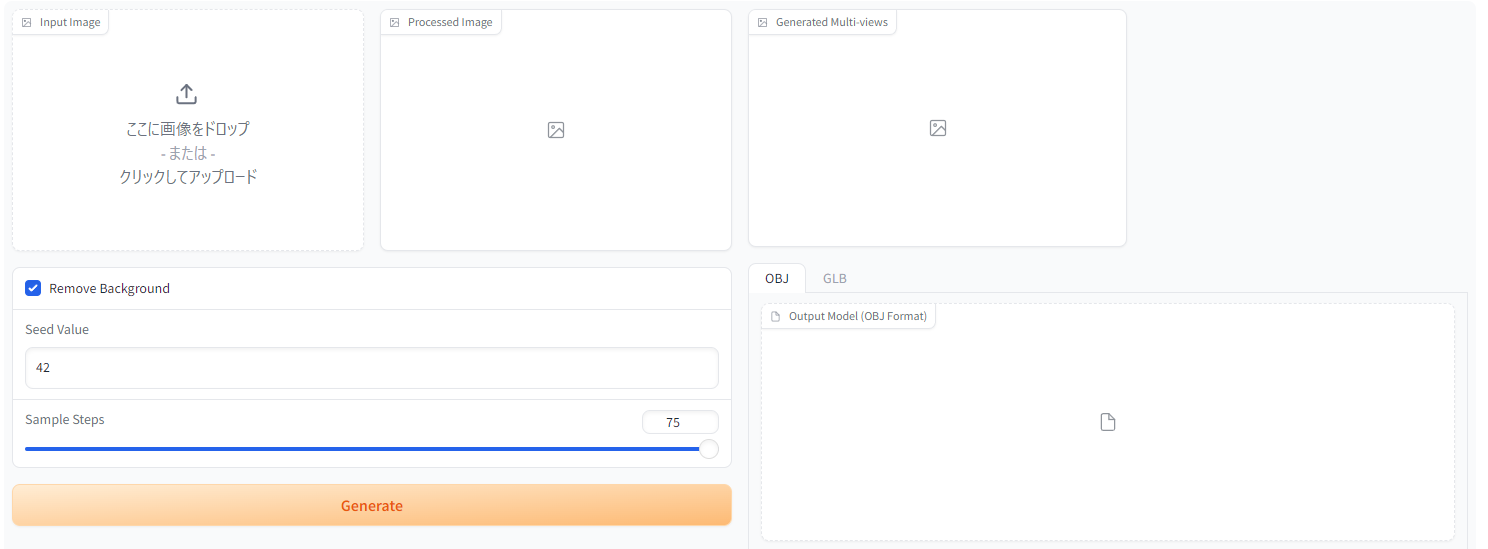 Input Image
ここに画像をドロップ
- または -
クリックしてアップロード
Processed Image
Generated Multi-views
Remove Background
Seed Value
42
Sample Steps
75
Generate
OBJ
GLB
Output Model (OBJ Format)